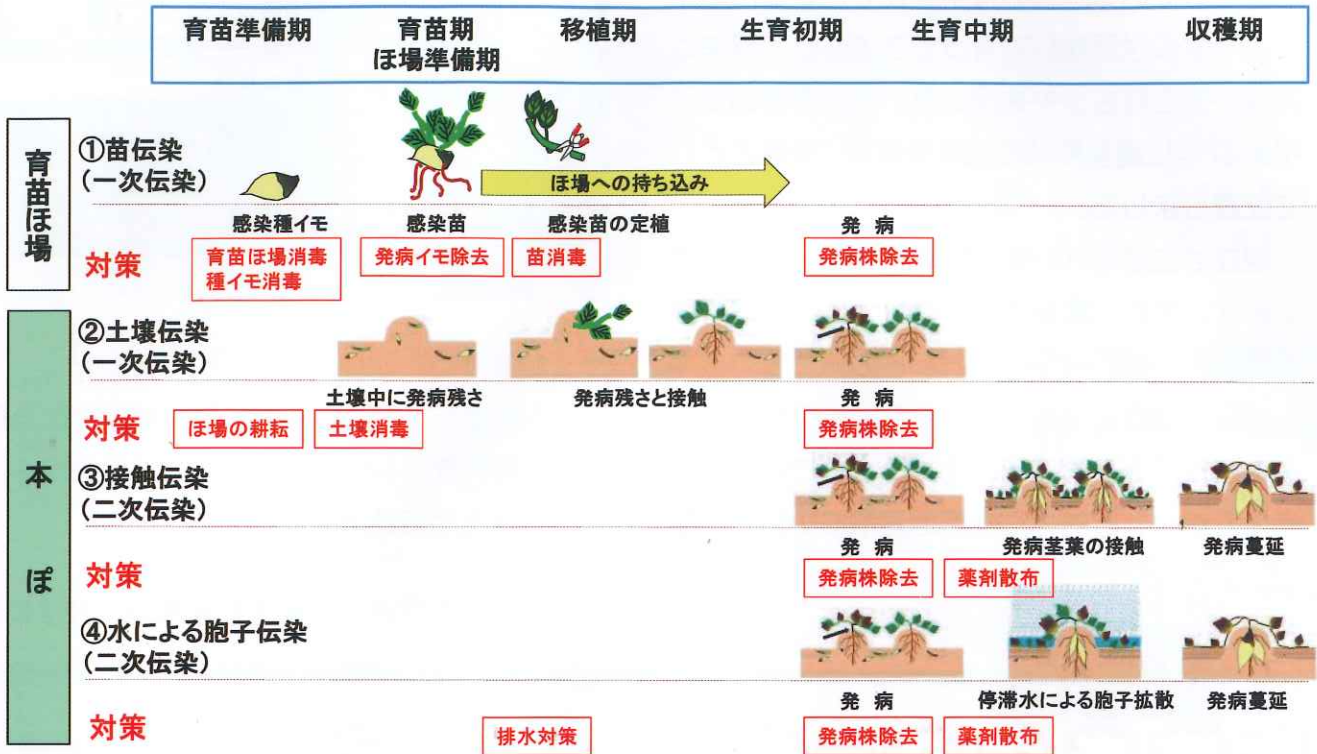 育苗準備期
育苗期
ほ場準備期
移植期
生育初期
生育中期
収穫期
育苗ほ場
①苗伝染
(一次伝染)
ほ場への持ち込み
感染種イモ
感染苗
感染苗の定植
発 病
対策
育苗ほ場消毒
種イモ消毒
発病イモ除去
苗消毒
発病株除去
本ぽ
②土壌伝染
(一次伝染)
土壌中に発病残さ
発病残さと接触
発 病
対策
ほ場の耕耘
土壌消毒
発病株除去
③接触伝染
(二次伝染)
発 病
発病茎葉の接触
発病蔓延
対策
発病株除去
薬剤散布
④水による胞子伝染
(二次伝染)
発 病
停滞水による胞子拡散
発病蔓延
対策
排水対策
発病株除去
薬剤散布